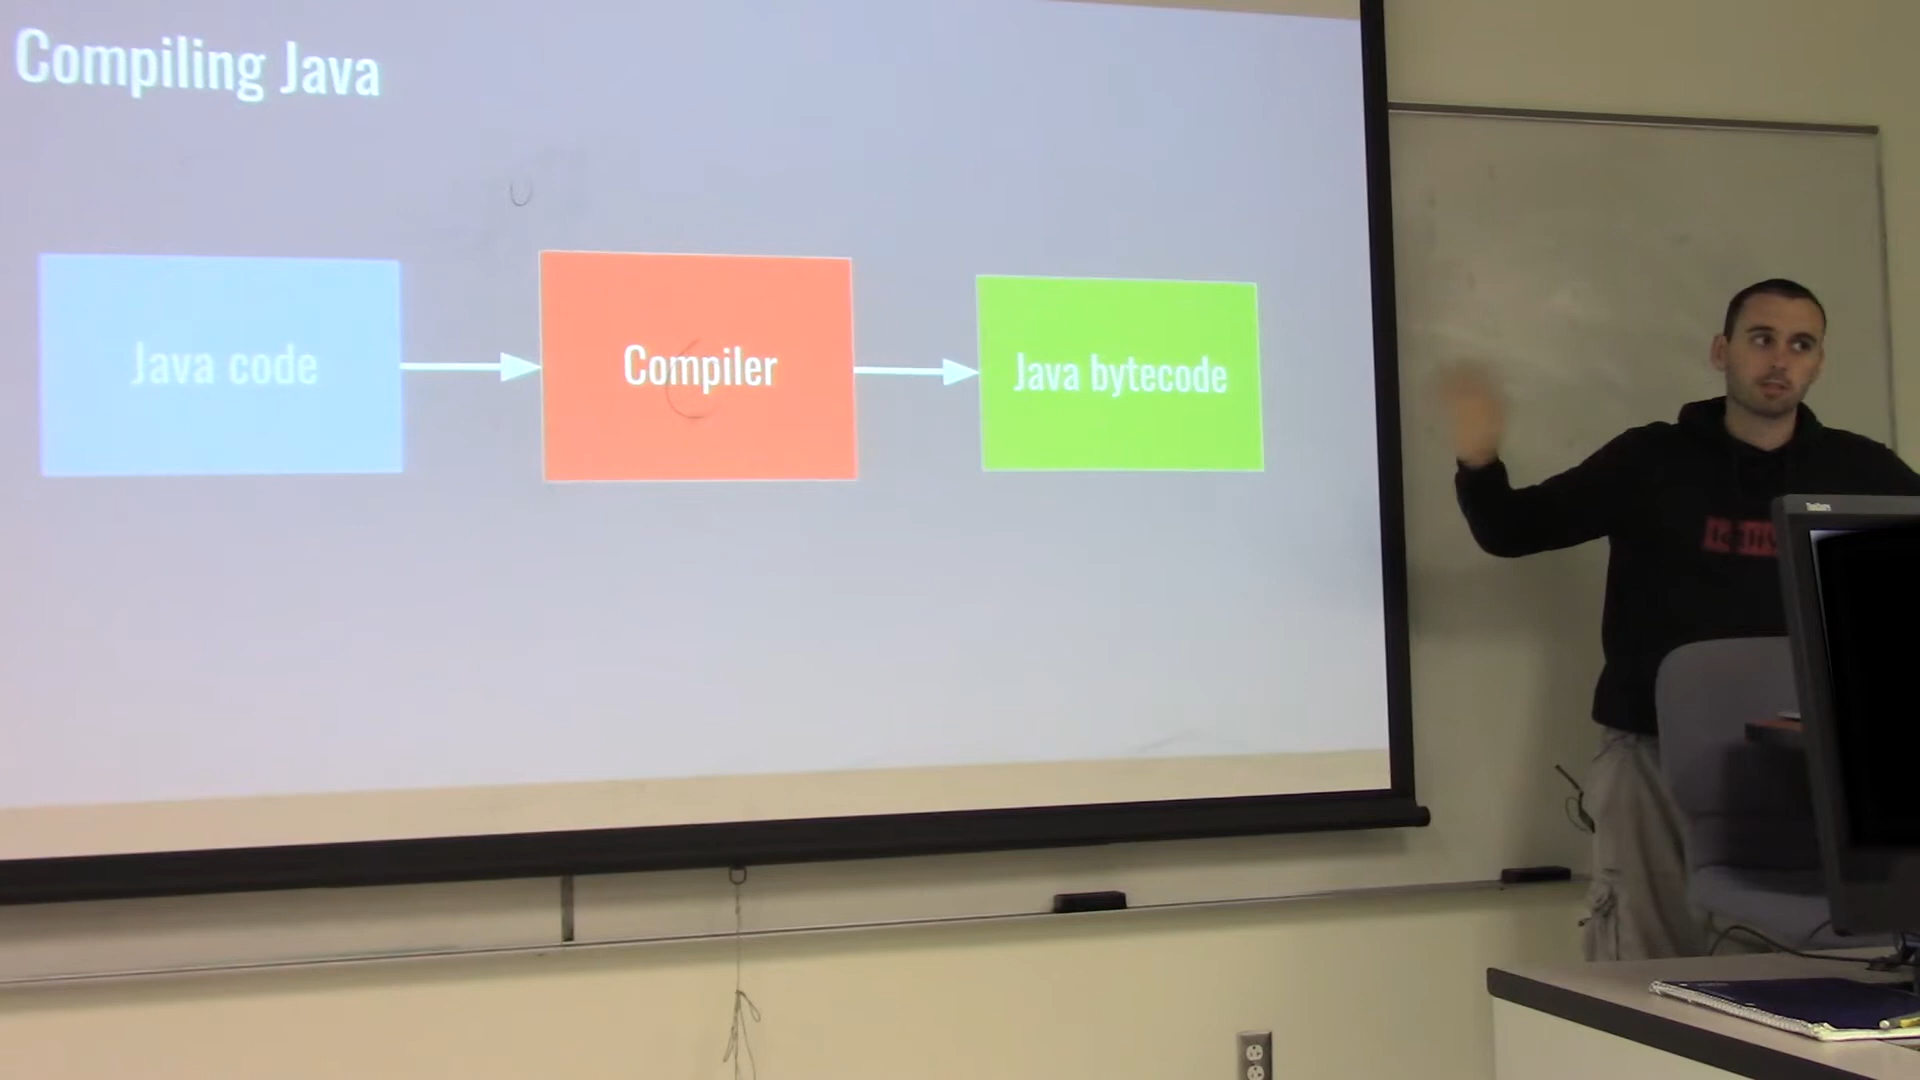 Compiling Java
Java code
Compiler
Java bytecode